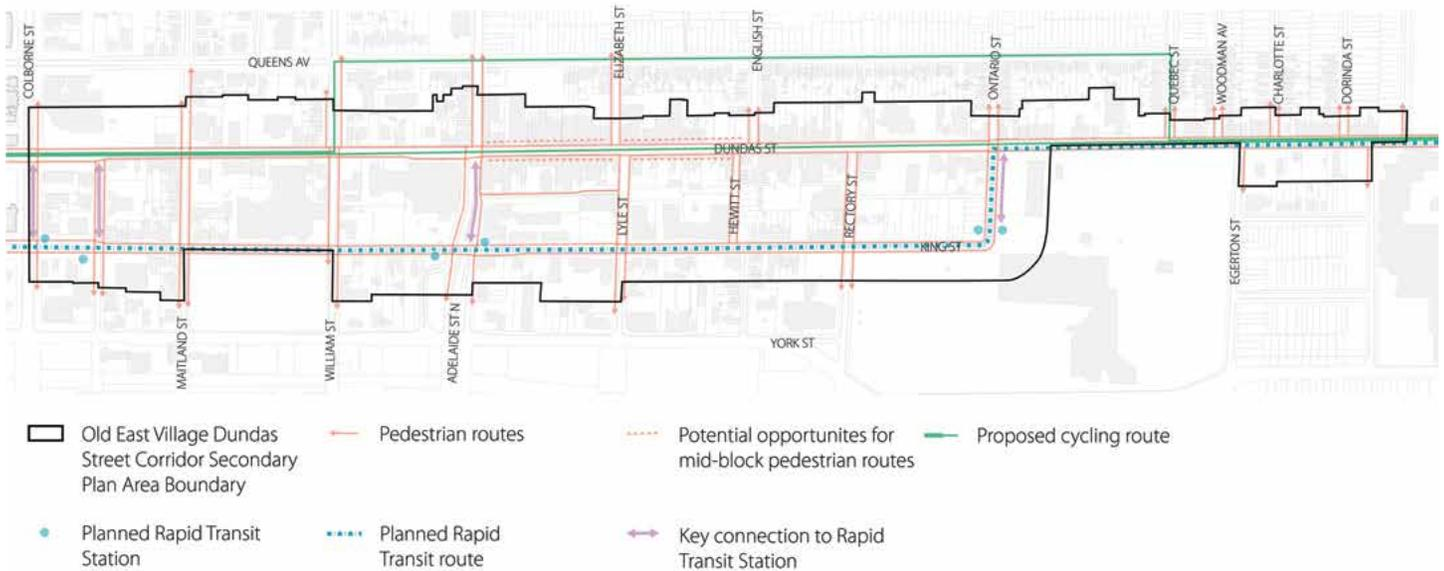 COLBORNE ST
QUEENS AV
ELIZABETH ST
ENGLISH ST
ONTARIO ST
QUEBEC ST
WOODMAN AV
CHARLOTTE ST
DORINDA ST
DUNDAS ST
LYLE ST
HEWITT ST
RECTORY ST
KING ST
EGERTON ST
MAITLAND ST
WILLIAM ST
ADELAIDE ST N
YORK ST
Old East Village Dundas
Street Corridor Secondary
Plan Area Boundary
Pedestrian routes
Potential opportunites for
mid-block pedestrian routes
Proposed cycling route
Planned Rapid Transit
Station
Planned Rapid
Transit route
Key connection to Rapid
Transit Station